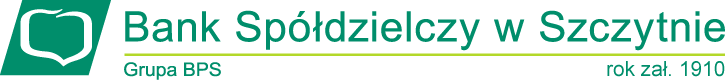 Bank Spółdzielczy w Szczytnie
Grupa BPS
rok zał. 1910